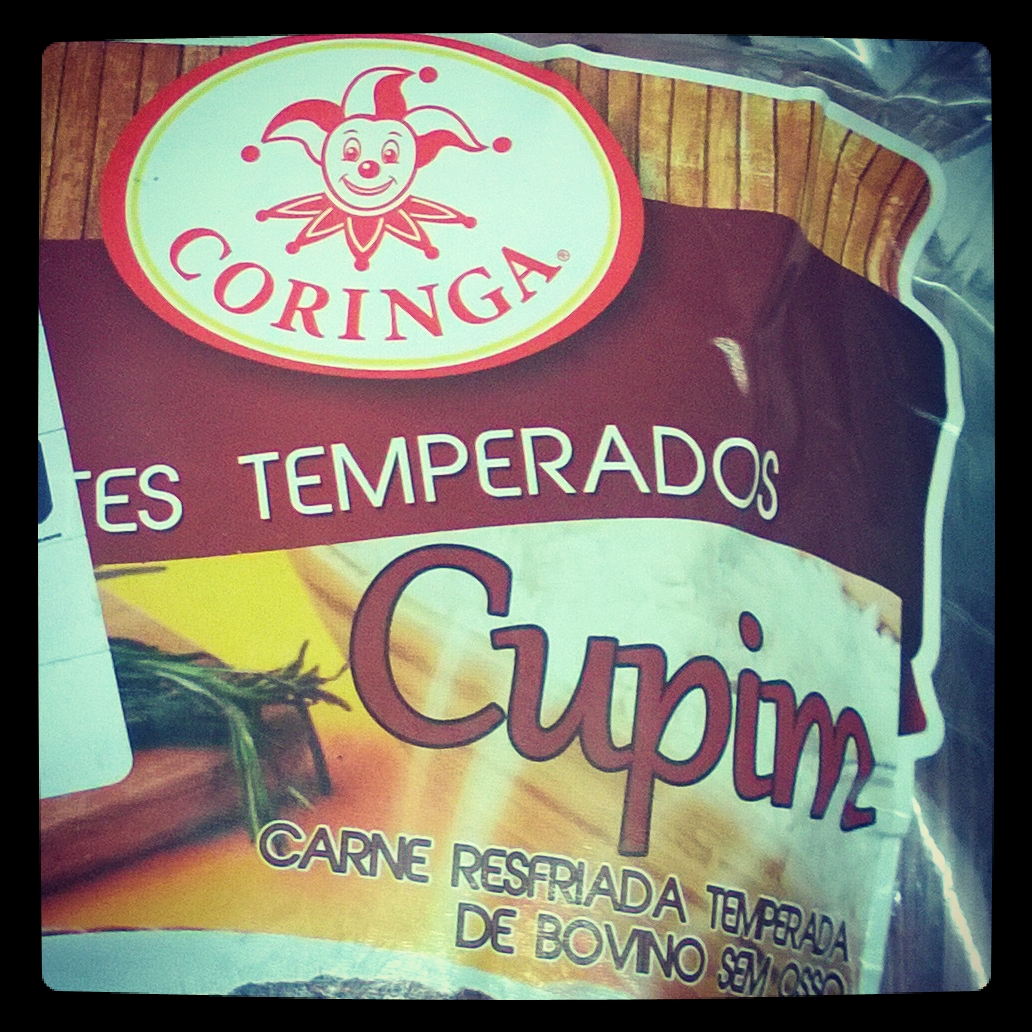 CORINGA®
TES TEMPERADOS
Cupim
CARNE RESFRIADA TEMPERADA
DE BOVINO SEM OSSO